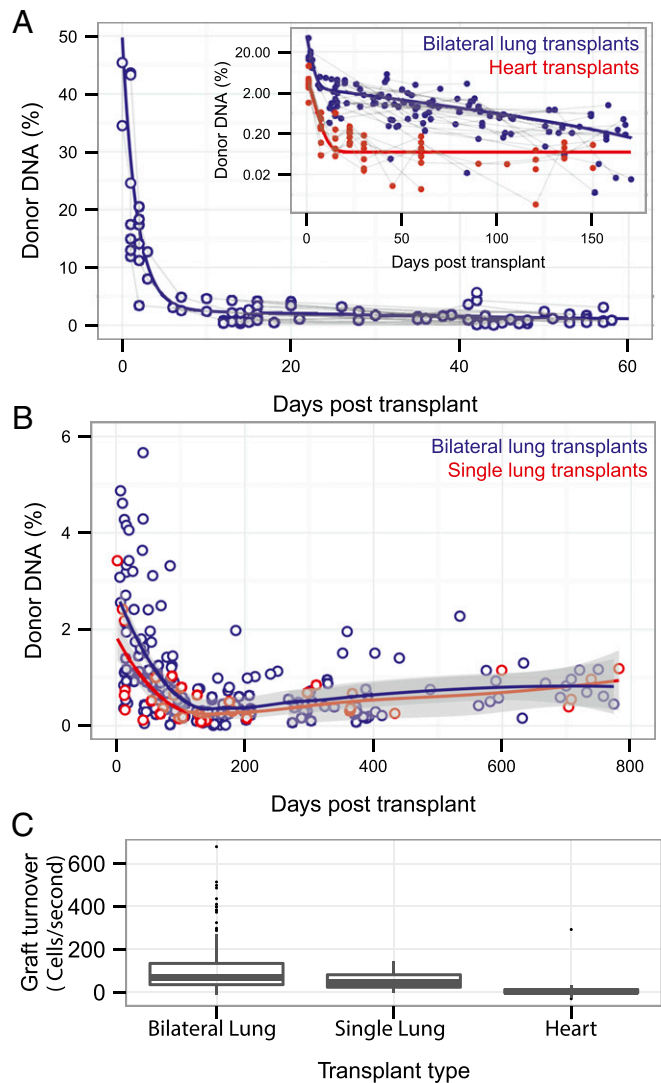 A
Donor DNA (%)
50
40
30
20
10
0
0
20
40
60
Days post transplant
Bilateral lung transplants
Heart transplants
Donor DNA (%)
20.00
2.00
0.20
0.02
0
50
100
150
Days post transplant
B
Bilateral lung transplants
Single lung transplants
Donor DNA (%)
6
4
2
0
0
200
400
600
800
Days post transplant
C
Graft turnover
( Cells/second)
600
400
200
0
Bilateral Lung
Single Lung
Heart
Transplant type